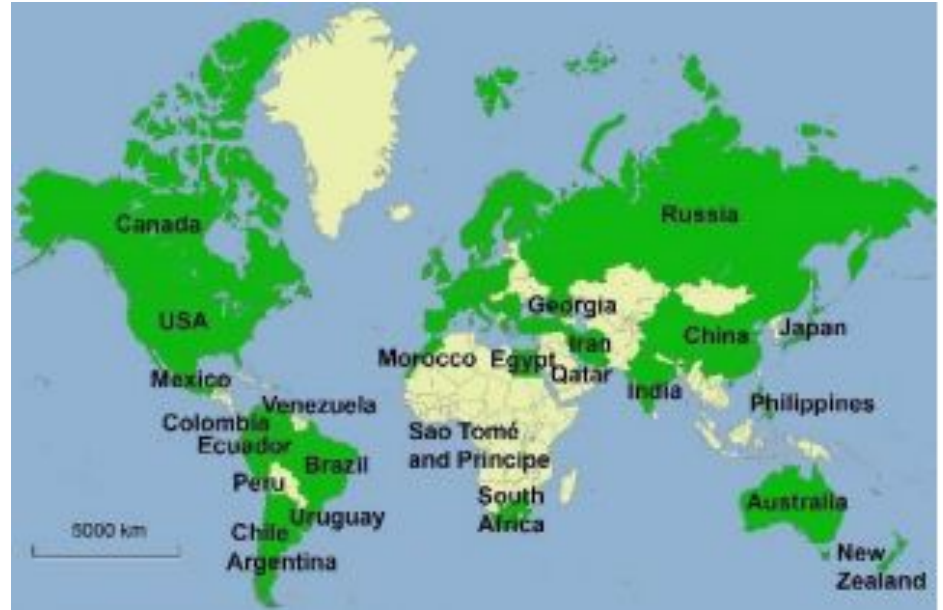 Canada
Russia
USA
Georgia
China
Japan
Iran
Morocco
Egypt
Qatar
Mexico
India
Venezuela
Philippines
Colombia
Ecuador
Sao Tomé
and Principe
Brazil
Peru
South
Africa
Australia
Uruguay
Chile
5000 km
Argentina
New
Zealand